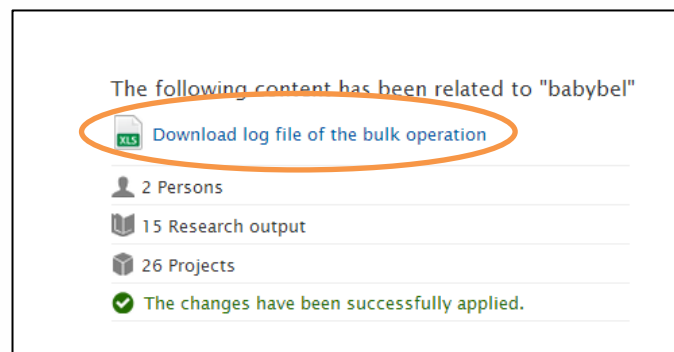 The following content has been related to "babybel"
XLS
Download log file of the bulk operation
2 Persons
15 Research output
26 Projects
The changes have been successfully applied.